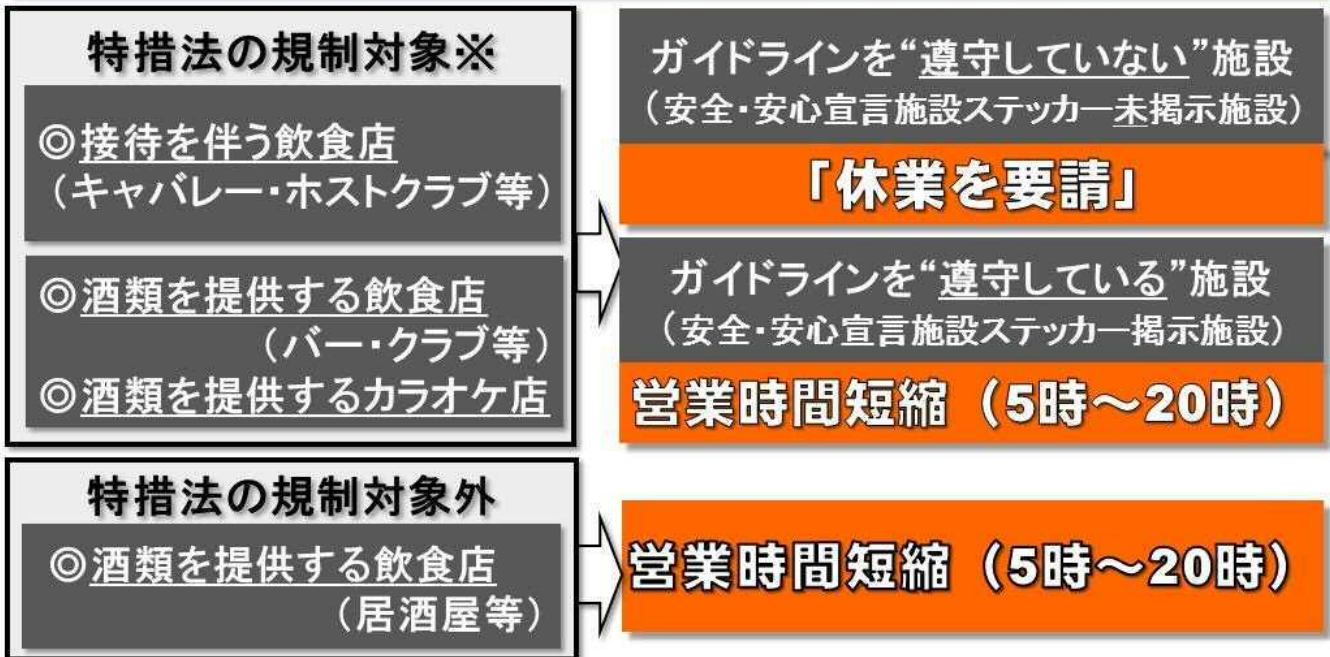 特措法の規制対象※
◎接待を伴う飲食店
(キャバレー・ホストクラブ等)
◎酒類を提供する飲食店
(バー・クラブ等)
◎酒類を提供するカラオケ店
ガイドラインを“遵守していない”施設
(安全・安心宣言施設ステッカー未掲示施設)
「休業を要請」
ガイドラインを“遵守している”施設
(安全・安心宣言施設ステッカー掲示施設)
営業時間短縮(5時~20時)
特措法の規制対象外
◎酒類を提供する飲食店
(居酒屋等)
営業時間短縮(5時~20時)